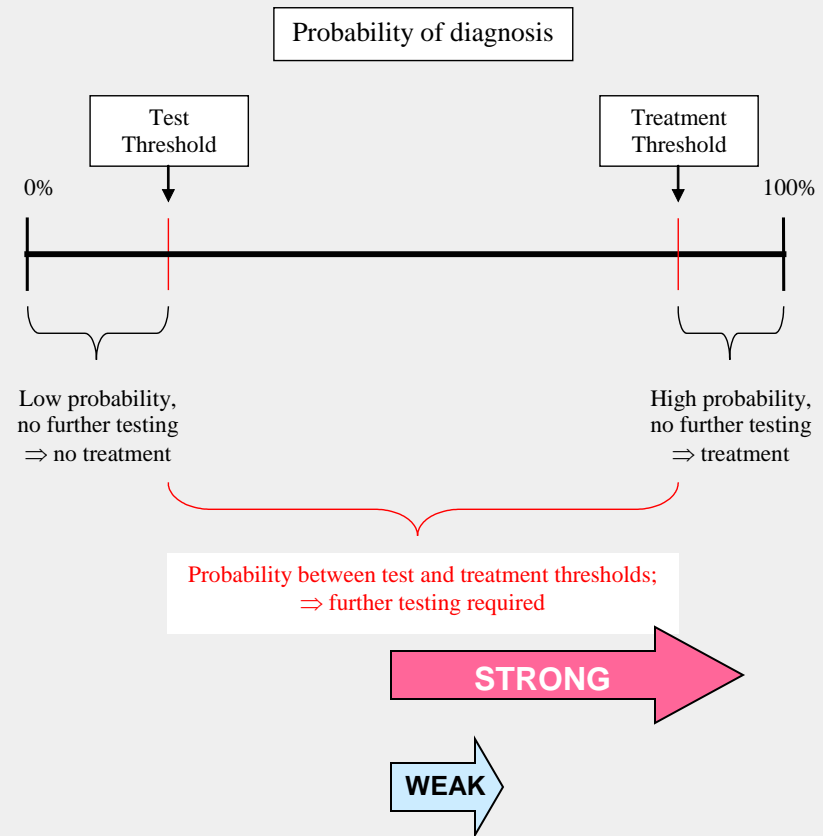 Probability of diagnosis
Test
Threshold
Treatment
Threshold
0%
100%
Low probability,
no further testing
⇒ no treatment
High probability,
no further testing
⇒ treatment
Probability between test and treatment thresholds;
⇒ further testing required
STRONG
WEAK